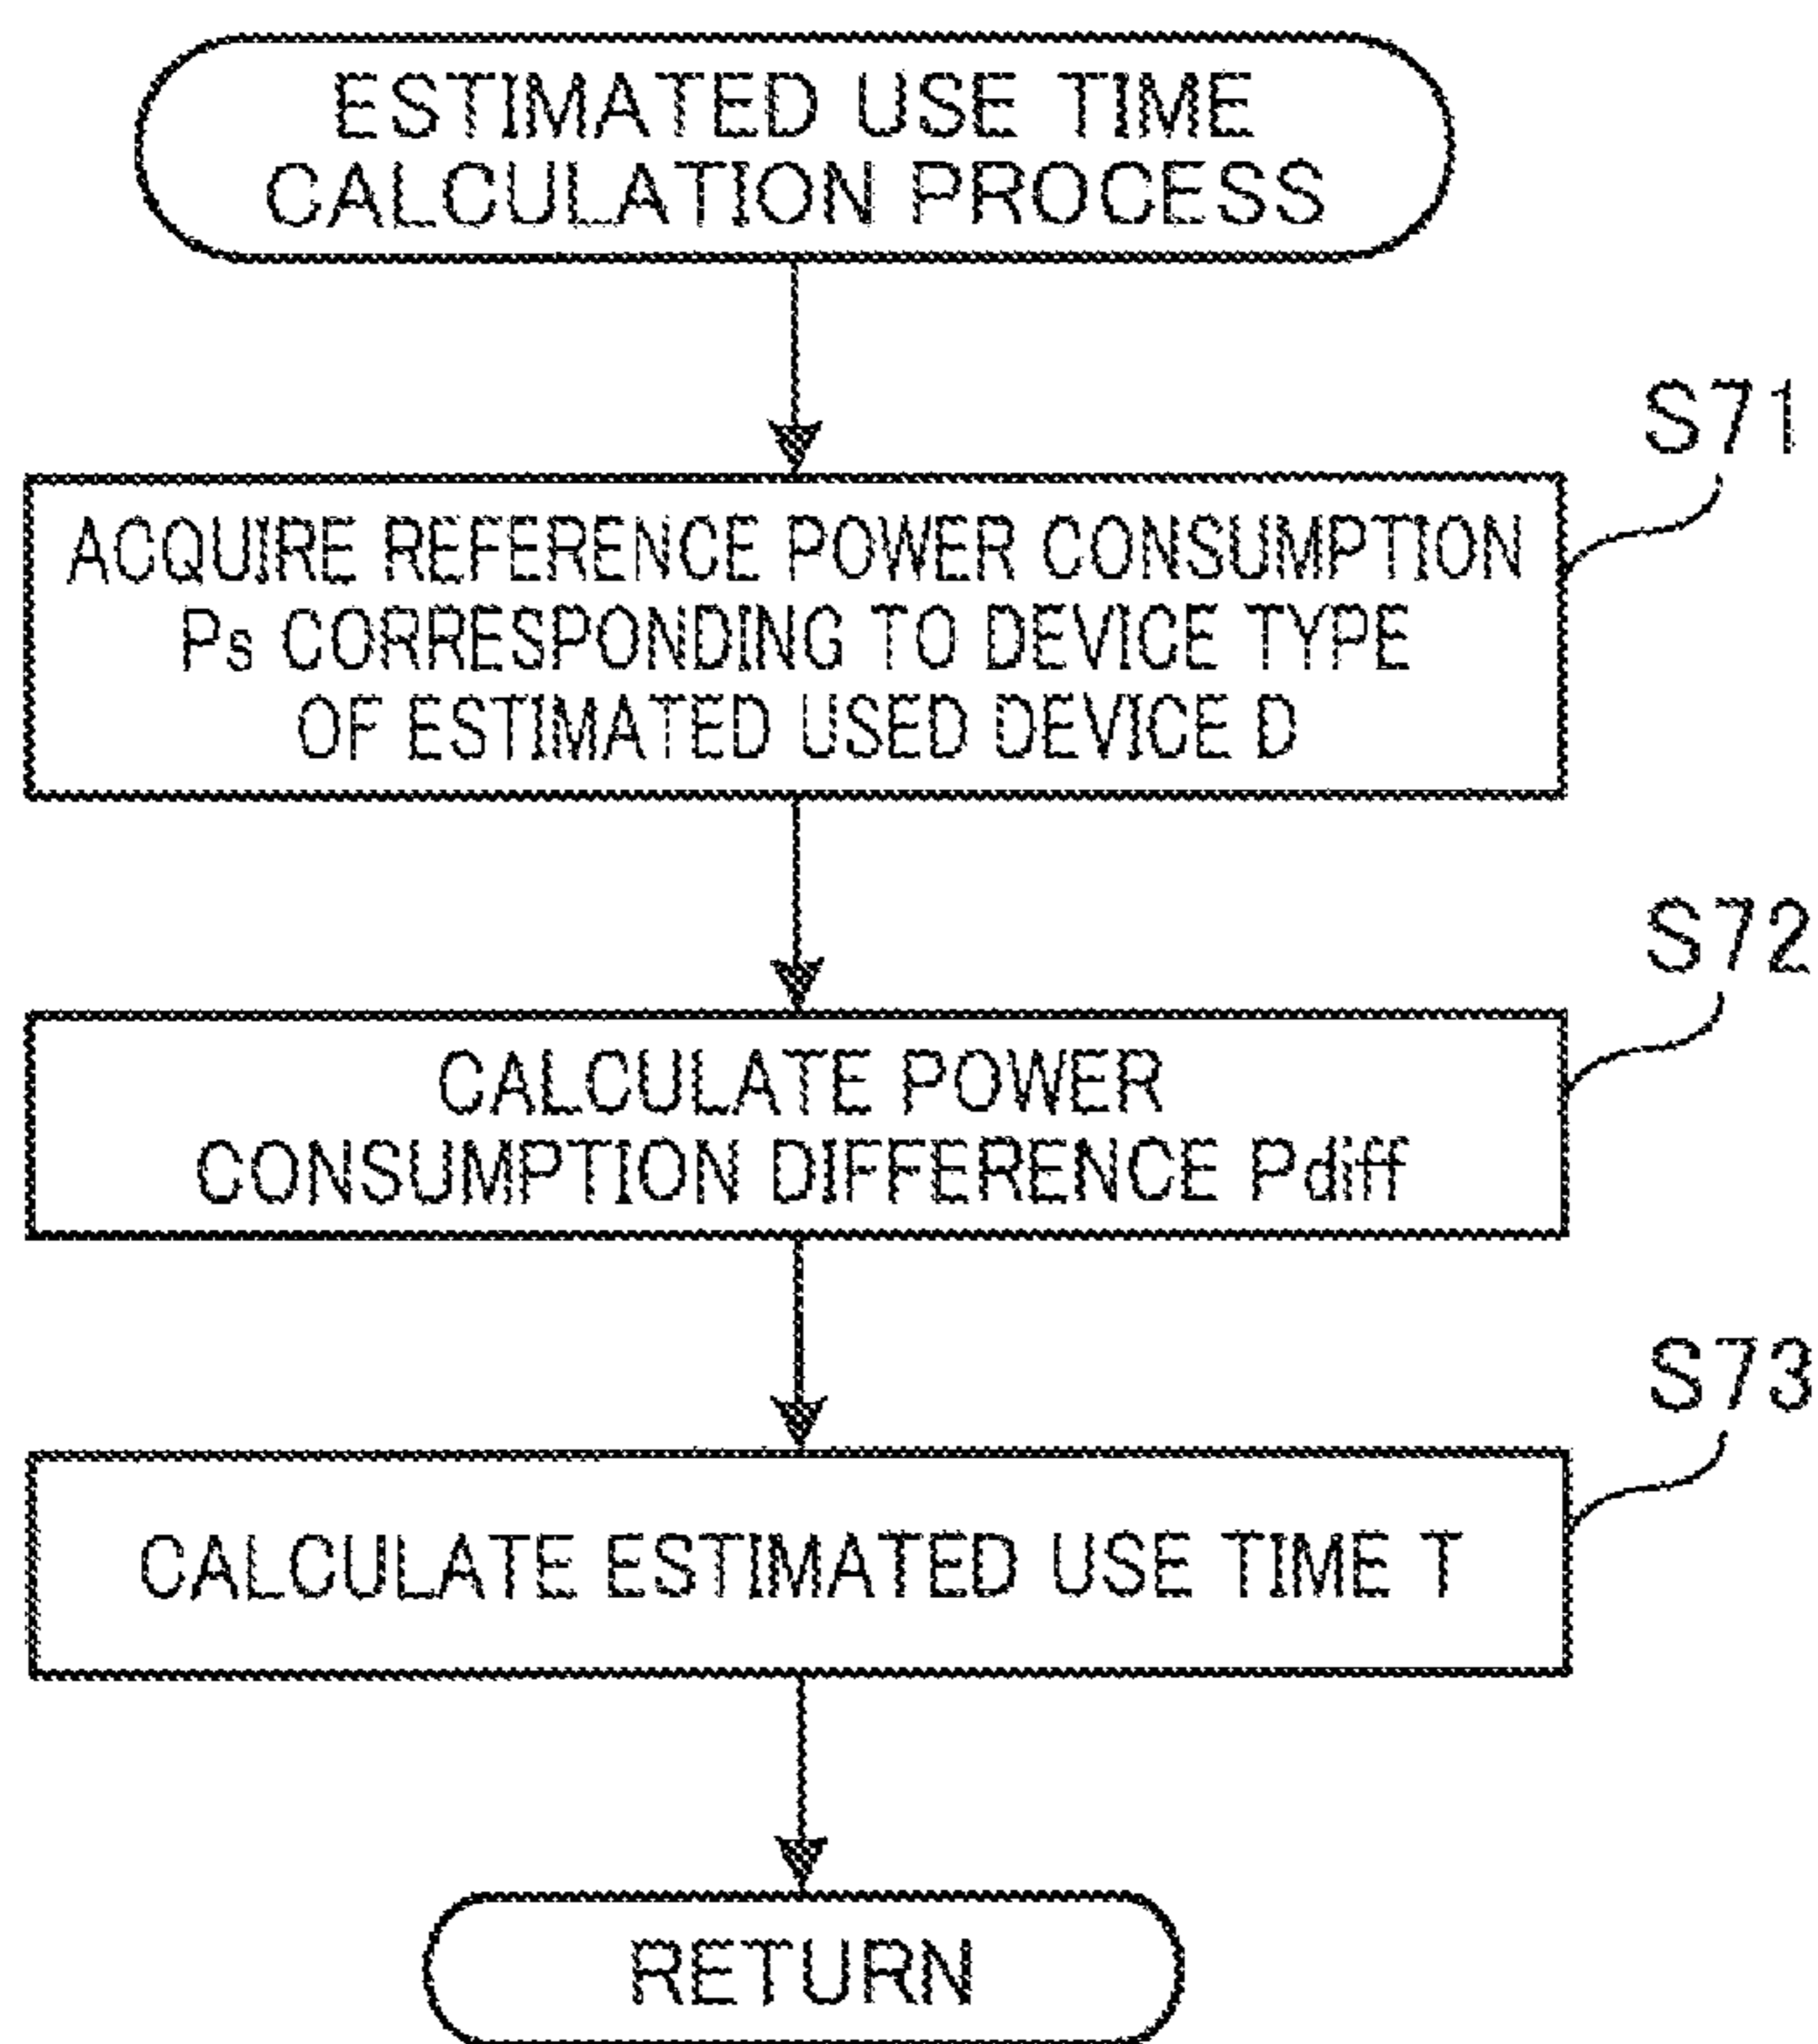 ESTIMATED USE TIME
CALCULATION PROCESS
S71
ACQUIRE REFERENCE POWER CONSUMPTION
Ps CORRESPONDING TO DEVICE TYPE
OF ESTIMATED USED DEVICE D
S72
CALCULATE POWER
CONSUMPTION DIFFERENCE Pdiff
S73
CALCULATE ESTIMATED USE TIME T
RETURN